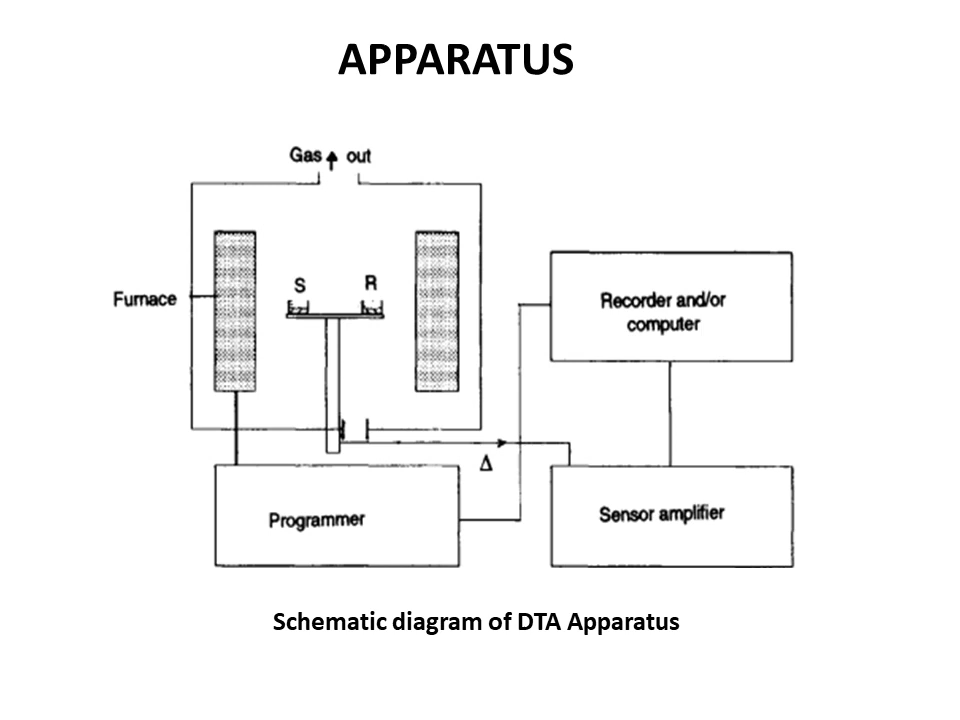 APPARATUS
Gas out
S
R
Furnace
Recorder and/or
computer
Δ
Programmer
Sensor amplifier
Schematic diagram of DTA Apparatus